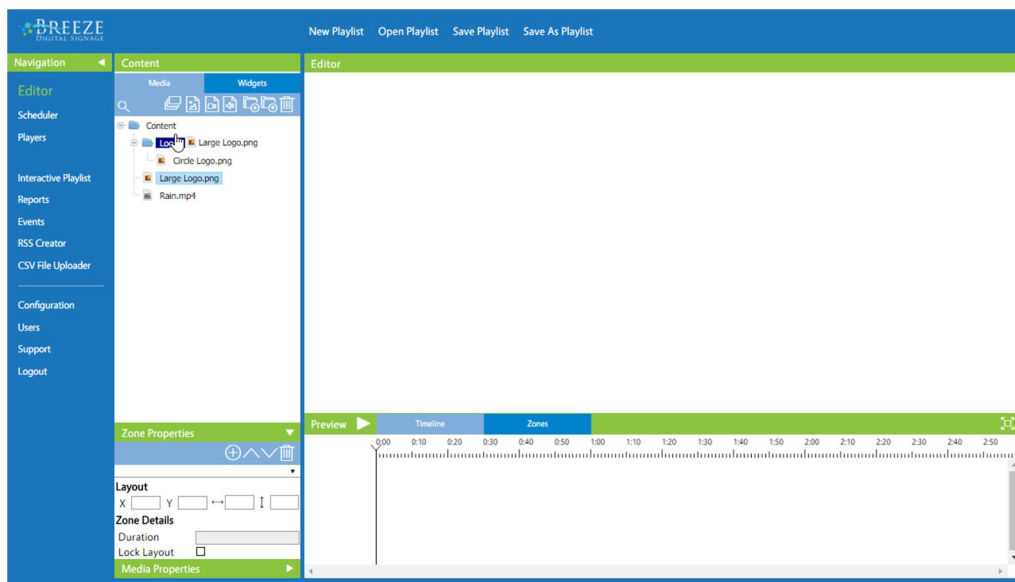 BREEZE
DIGITAL SIGNAGE
New Playlist Open Playlist Save Playlist Save As Playlist
Navigation
Content
Editor
Editor
Scheduler
Players
Interactive Playlist
Reports
Events
RSS Creator
CSV File Uploader
Configuration
Users
Support
Logout
Media Widgets
Content
Large Logo.png
Circle Logo.png
Large Logo.png
Rain.mp4
Zone Properties
Layout
X Y
Zone Details
Duration
Lock Layout
Media Properties
Preview Timeline Zones
0:00 0:10 0:20 0:30 0:40 0:50 1:00 1:10 1:20 1:30 1:40 1:50 2:00 2:10 2:20 2:30 2:40 2:50